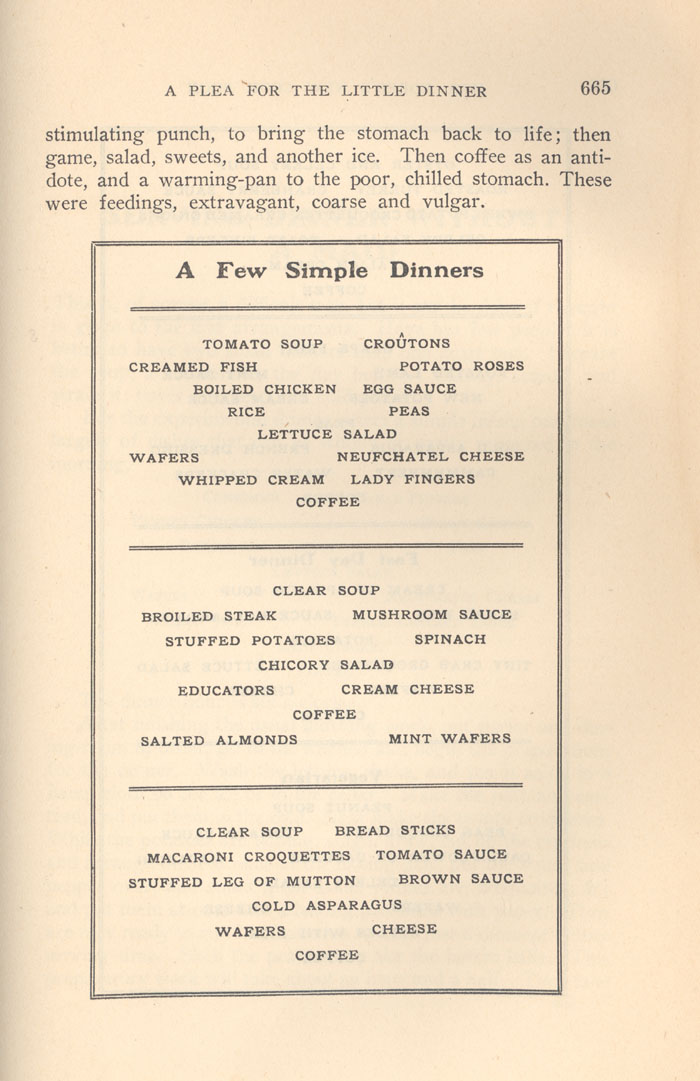 A PLEA FOR THE LITTLE DINNER 665
stimulating punch, to bring the stomach back to life; then
game, salad, sweets, and another ice. Then coffee as an anti-
dote, and a warming-pan to the poor, chilled stomach. These
were feedings, extravagant, coarse and vulgar.
A Few Simple Dinners
TOMATO SOUP CROÛTONS
CREAMED FISH POTATO ROSES
BOILED CHICKEN EGG SAUCE
RICE PEAS
LETTUCE SALAD
WAFERS NEUFCHATEL CHEESE
WHIPPED CREAM LADY FINGERS
COFFEE
CLEAR SOUP
BROILED STEAK MUSHROOM SAUCE
STUFFED POTATOES SPINACH
CHICORY SALAD
EDUCATORS CREAM CHEESE
COFFEE
SALTED ALMONDS MINT WAFERS
CLEAR SOUP BREAD STICKS
MACARONI CROQUETTES TOMATO SAUCE
STUFFED LEG OF MUTTON BROWN SAUCE
COLD ASPARAGUS
WAFERS CHEESE
COFFEE